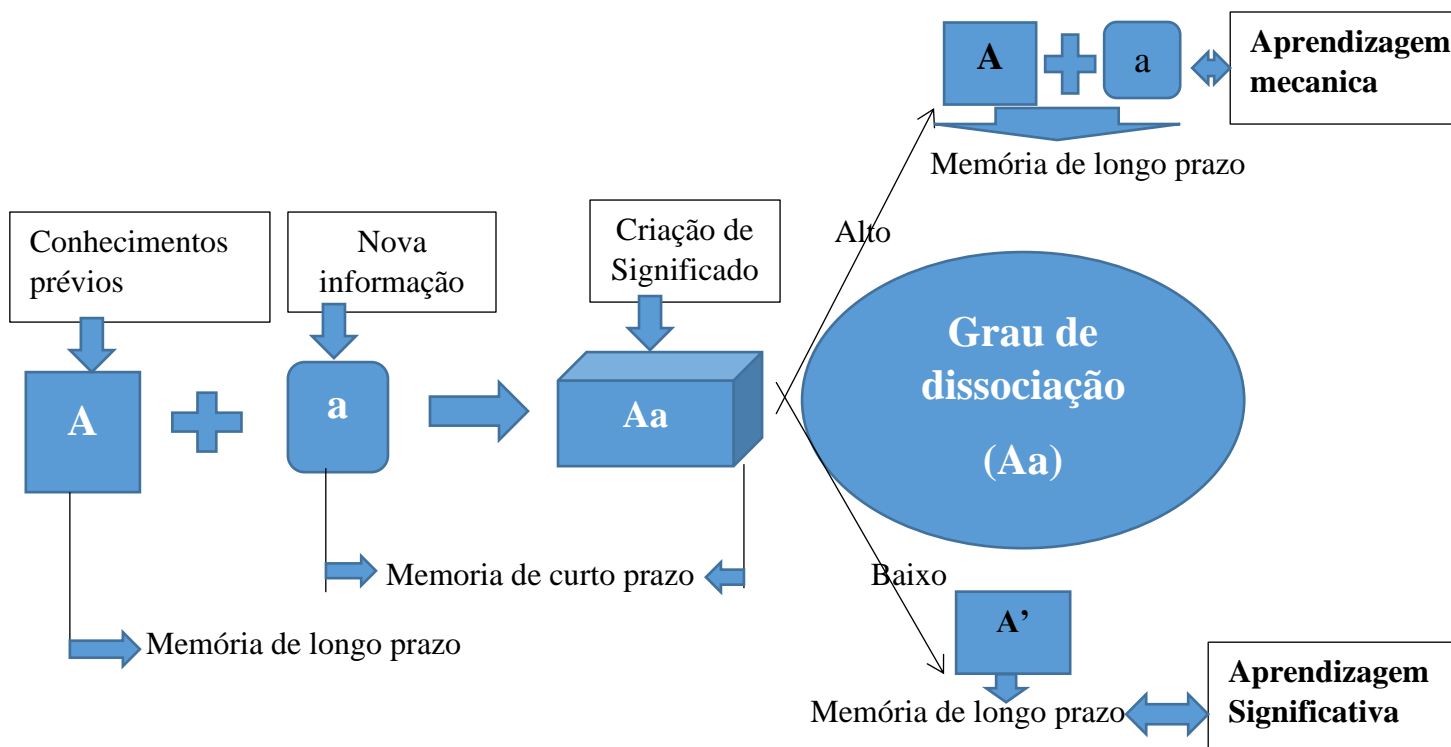 A
a
Aprendizagem
mecanica
Memória de longo prazo
Conhecimentos
prévios
Nova
informação
Criação de
Significado
Alto
A
a
Aa
Grau de
dissociação
(Aa)
Memoria de curto prazo
Baixo
Memória de longo prazo
A’
Memória de longo prazo
Aprendizagem
Significativa